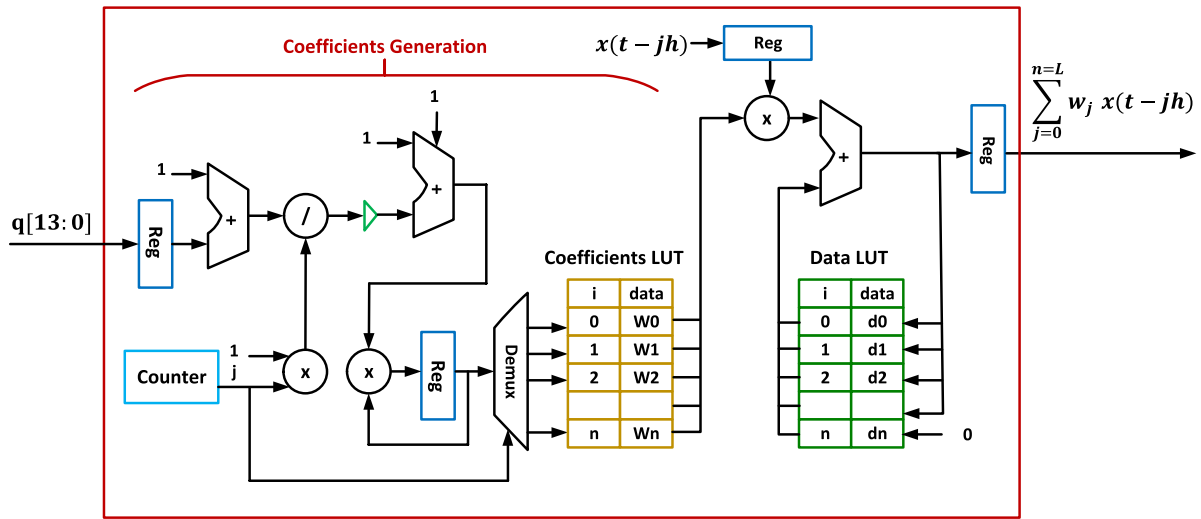 Coefficients Generation
x(t − jh)
Reg
n=L
∑ wⱼ x(t − jh)
j=0
1
1
1
x
+
+
Reg
q[13: 0]
Reg
+
/
Coefficients LUT
Data LUT
i data
i data
0 W0
0 d0
1
j
Counter
x
x
Reg
Demux
1 W1
1 d1
2 W2
2 d2
n Wn
n dn
0